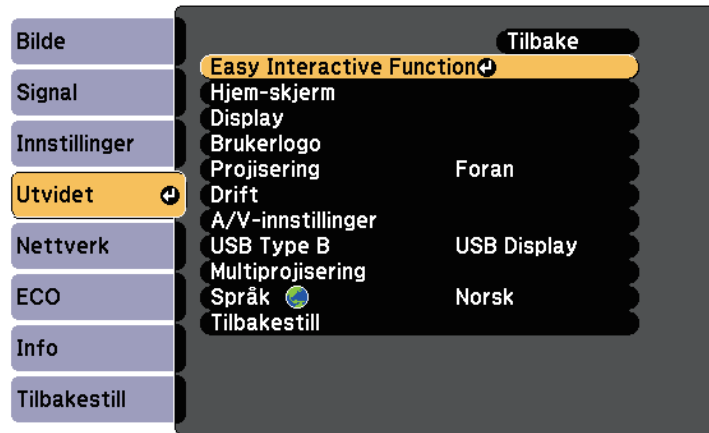 Bilde
Signal
Innstillinger
Utvidet
Nettverk
ECO
Info
Tilbakestill
Tilbake
Easy Interactive Function
Hjem-skjerm
Display
Brukerlogo
Projisering Foran
Drift
A/V-innstillinger
USB Type B USB Display
Multiprojisering
Språk Norsk
Tilbakestill